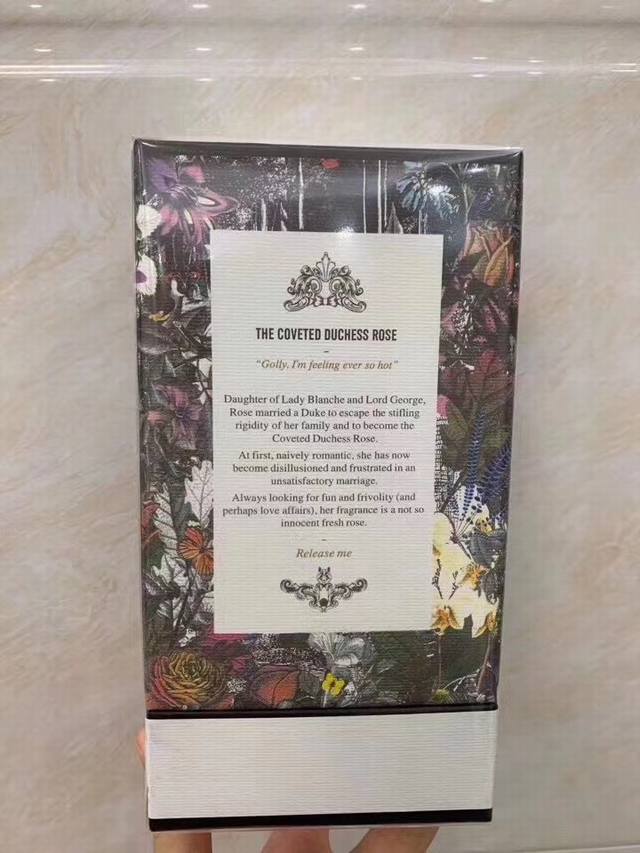 THE COVETED DUCHESS ROSE
"Golly, I'm feeling ever so hot"
Daughter of Lady Blanche and Lord George,
Rose married a Duke to escape the stifling
rigidity of her family and to become the
Coveted Duchess Rose.
At first, naively romantic, she has now
become disillusioned and frustrated in an
unsatisfactory marriage.
Always looking for fun and frivolity (and
perhaps love affairs), her fragrance is a not so
innocent fresh rose.
Release me